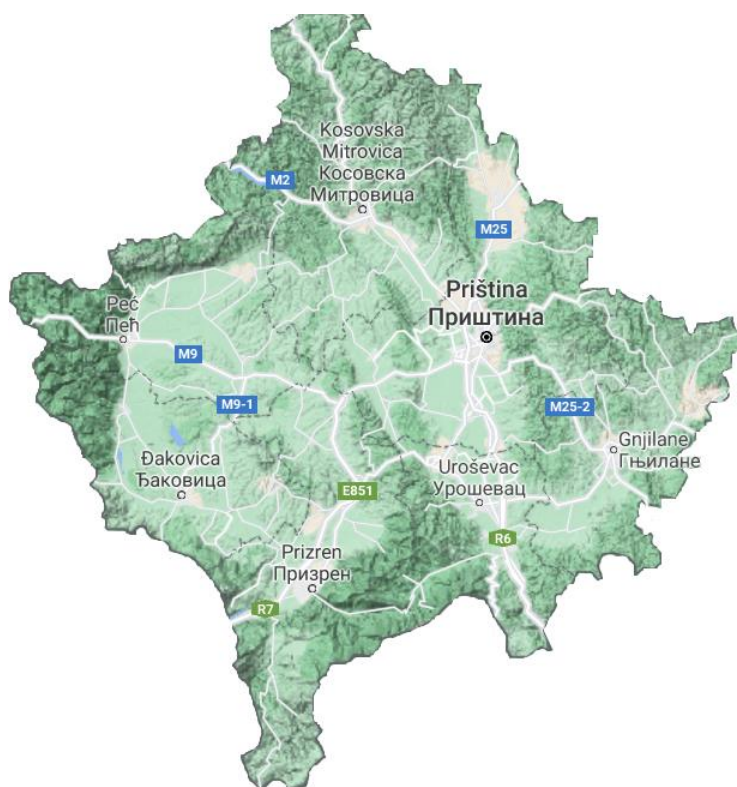 Kosovska
Mitrovica
Косовска
Митровица
M2
M25
Priština
Приштина
Peć
Пећ
M9
M9-1
M25-2
Gnjilane
Гњилане
Đakovica
Ђаковица
Uroševac
Урошевац
E851
R6
Prizren
Призрен
R7